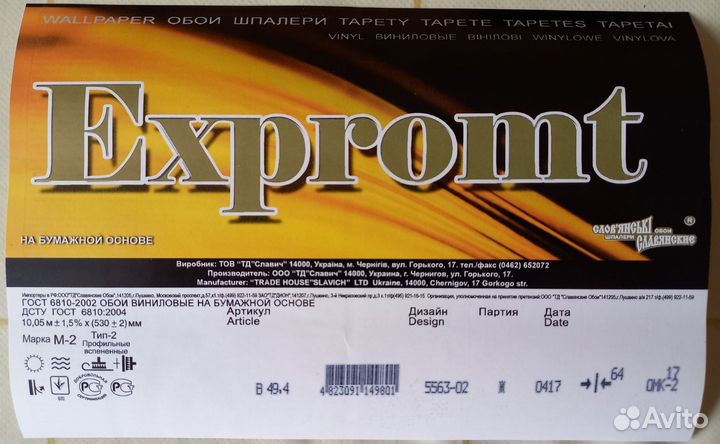 WALLPAPER ОБОИ ШПАЛЕРИ TAPETY TAPETE TAPETES TAPETAI
VINYL ВИНИЛОВЫЕ ВІНІЛОВІ WINYLOWE VINYLOVA
Expromt
НА БУМАЖНОЙ ОСНОВЕ
СЛОВ'ЯНСЬКІ ШПАЛЕРИ ОБОИ СЛАВЯНСКИЕ ®
Виробник: ТОВ "ТД"Славич" 14000, Україна, м. Чернігів, вул. Горького, 17. тел./факс (0462) 652072
Производитель: ООО "ТД"Славич" 14000, Украина, г. Чернигов, ул. Горького, 17.
Manufacturer: "TRADE HOUSE"SLAVICH" LTD Ukraine, 14000, Chernigov, 17 Gorkogo str.
ГОСТ 6810-2002 ОБОИ ВИНИЛОВЫЕ НА БУМАЖНОЙ ОСНОВЕ
ДСТУ ГОСТ 6810:2004
10,05 м ± 1,5% x (530 ± 2) мм
Артикул Дизайн Партия Дата
Article Design Date
Марка М-2 Тип-2
Профильные
вспененные
ДОБРОВОЛЬНАЯ СЕРТИФИКАЦИЯ
В 49,4 4 823091 149801 5563-02 Ж 0417 64 17
ОМК-2
Avito